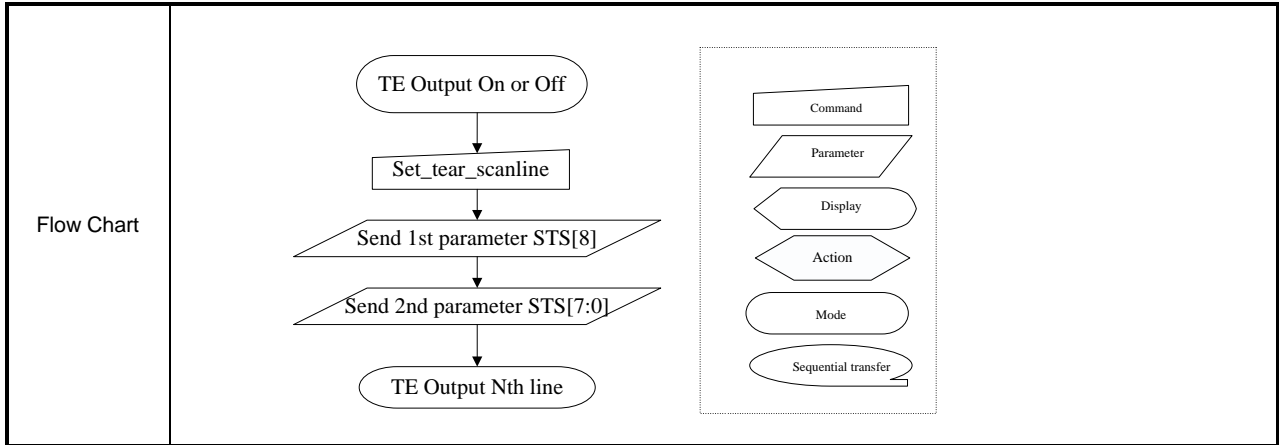 Flow Chart
TE Output On or Off
Set_tear_scanline
Send 1st parameter STS[8]
Send 2nd parameter STS[7:0]
TE Output Nth line
Command
Parameter
Display
Action
Mode
Sequential transfer